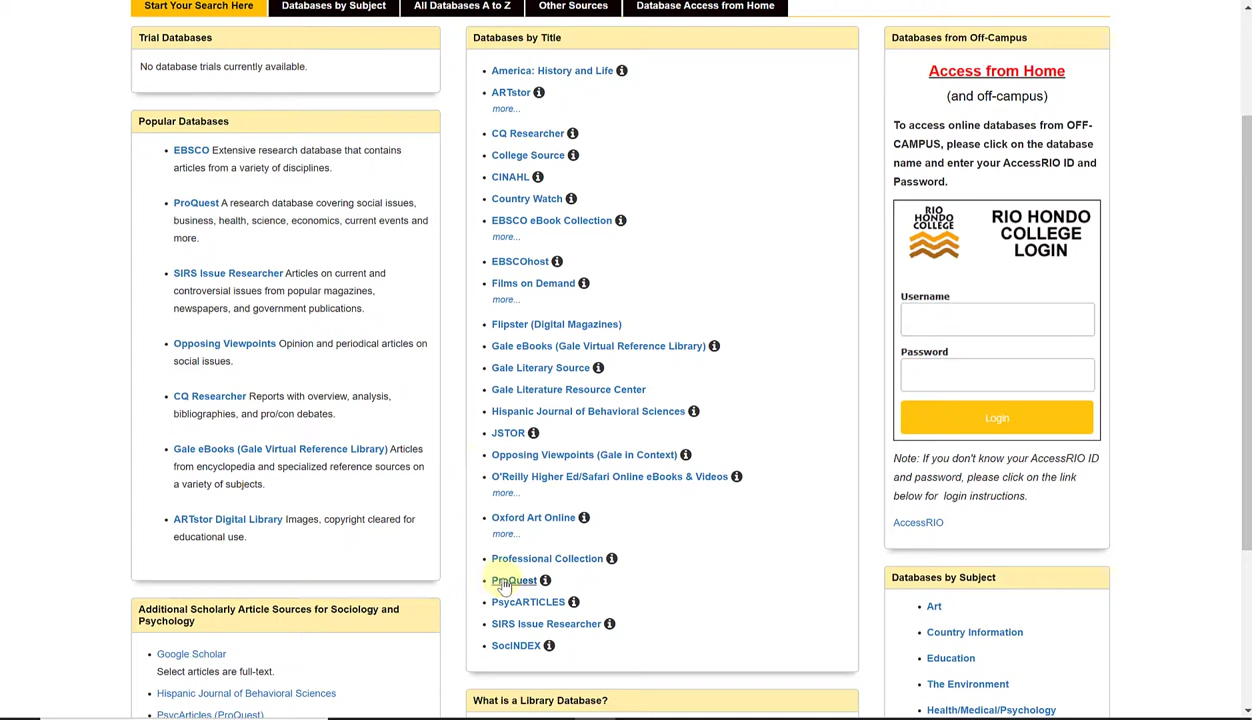 Start Your Search Here
Databases by Subject
All Databases A to Z
Other Sources
Database Access from Home
Trial Databases
No database trials currently available.
Popular Databases
EBSCO Extensive research database that contains
articles from a variety of disciplines.
ProQuest A research database covering social issues,
business, health, science, economics, current events and
more.
SIRS Issue Researcher Articles on current and
controversial issues from popular magazines,
newspapers, and government publications.
Opposing Viewpoints Opinion and periodical articles on
social issues.
CQ Researcher Reports with overview, analysis,
bibliographies, and pro/con debates.
Gale eBooks (Gale Virtual Reference Library) Articles
from encyclopedia and specialized reference sources on
a variety of subjects.
ARTstor Digital Library Images, copyright cleared for
educational use.
Additional Scholarly Article Sources for Sociology and
Psychology
Google Scholar
Select articles are full-text.
Hispanic Journal of Behavioral Sciences
PsycArticles (ProQuest)
Databases by Title
America: History and Life
ARTstor
more...
CQ Researcher
College Source
CINAHL
Country Watch
EBSCO eBook Collection
more...
EBSCOhost
Films on Demand
more...
Flipster (Digital Magazines)
Gale eBooks (Gale Virtual Reference Library)
Gale Literary Source
Gale Literature Resource Center
Hispanic Journal of Behavioral Sciences
JSTOR
Opposing Viewpoints (Gale in Context)
O'Reilly Higher Ed/Safari Online eBooks & Videos
more...
Oxford Art Online
more...
Professional Collection
ProQuest
PsycARTICLES
SIRS Issue Researcher
SocINDEX
What is a Library Database?
Databases from Off-Campus
Access from Home
(and off-campus)
To access online databases from OFF-
CAMPUS, please click on the database
name and enter your AccessRIO ID and
Password.
RIO
HONDO
COLLEGE
RIO HONDO
COLLEGE
LOGIN
Username
Password
Login
Note: If you don't know your AccessRIO ID
and password, please click on the link
below for login instructions.
AccessRIO
Databases by Subject
Art
Country Information
Education
The Environment
Health/Medical/Psychology